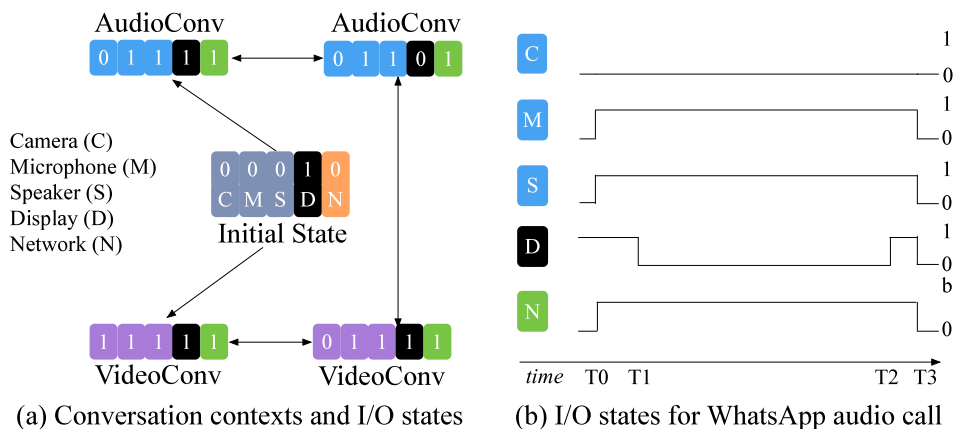 AudioConv
0 1 1 1 1
AudioConv
0 1 1 0 1
Camera (C)
Microphone (M)
Speaker (S)
Display (D)
Network (N)
0 0 0 1 0
C M S D N
Initial State
1 1 1 1 1
VideoConv
0 1 1 1 1
VideoConv
(a) Conversation contexts and I/O states
C
1
0
M
1
0
S
1
0
D
1
0
N
b
0
time T0 T1 T2 T3
(b) I/O states for WhatsApp audio call